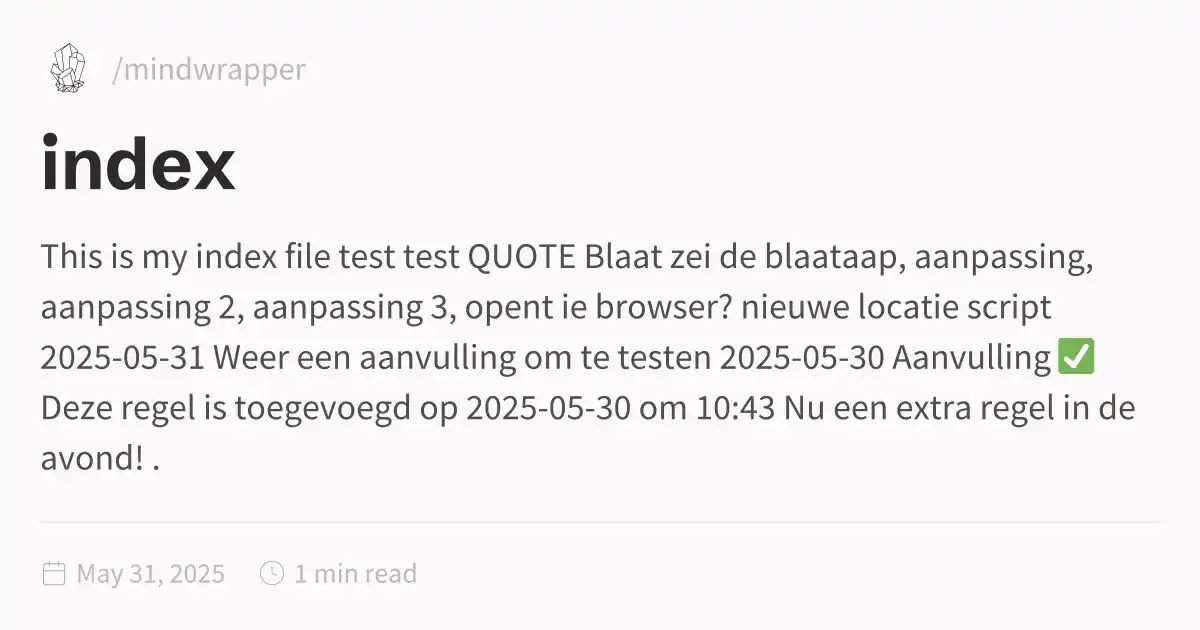 /mindwrapper
index
This is my index file test test QUOTE Blaat zei de blaataap, aanpassing,
aanpassing 2, aanpassing 3, opent ie browser? nieuwe locatie script
2025-05-31 Weer een aanvulling om te testen 2025-05-30 Aanvulling ✅
Deze regel is toegevoegd op 2025-05-30 om 10:43 Nu een extra regel in de
avond! .
May 31, 2025 1 min read